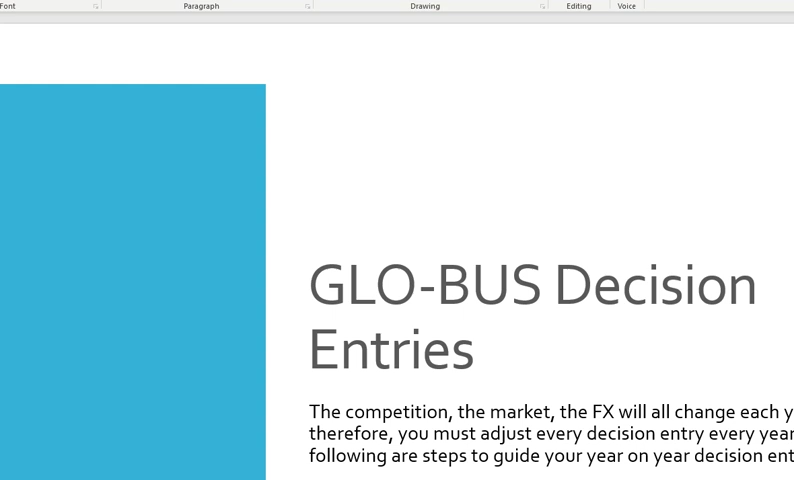 Font Paragraph Drawing Editing Voice
GLO-BUS Decision
Entries
The competition, the market, the FX will all change each
therefore, you must adjust every decision entry every year
following are steps to guide your year on year decision